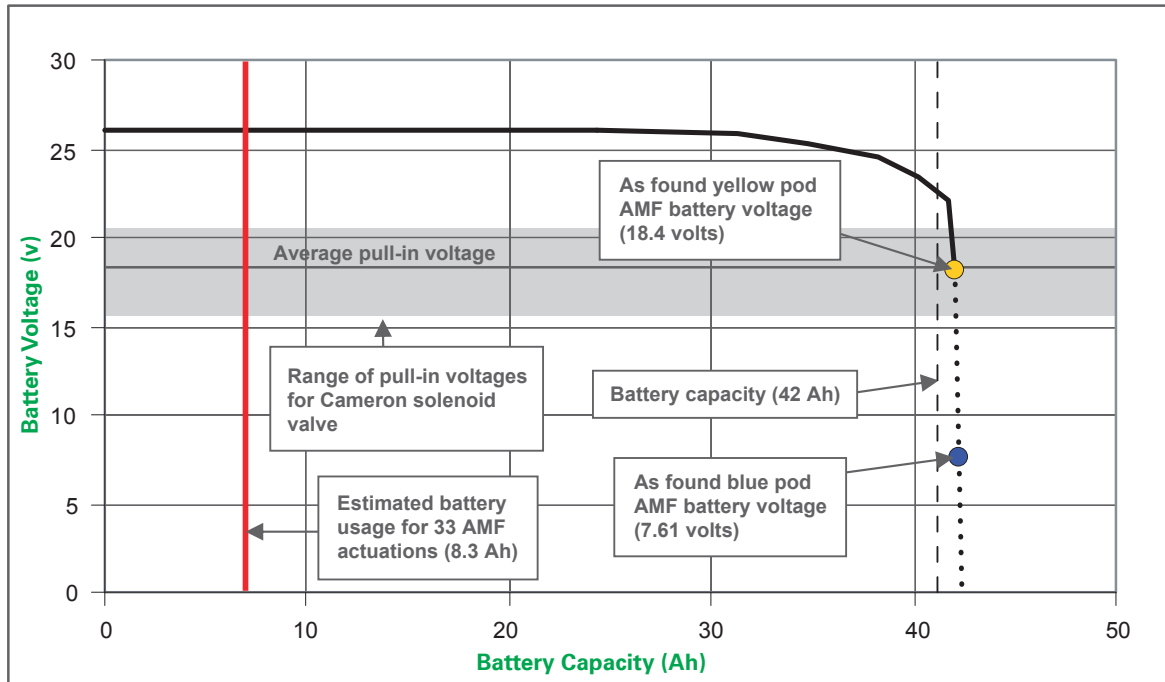 30
25
20
15
10
5
0
Battery Voltage (v)
0
10
20
30
40
50
Battery Capacity (Ah)
As found yellow pod
AMF battery voltage
(18.4 volts)
Average pull-in voltage
Range of pull-in voltages
for Cameron solenoid
valve
Battery capacity (42 Ah)
As found blue pod
AMF battery voltage
(7.61 volts)
Estimated battery
usage for 33 AMF
actuations (8.3 Ah)